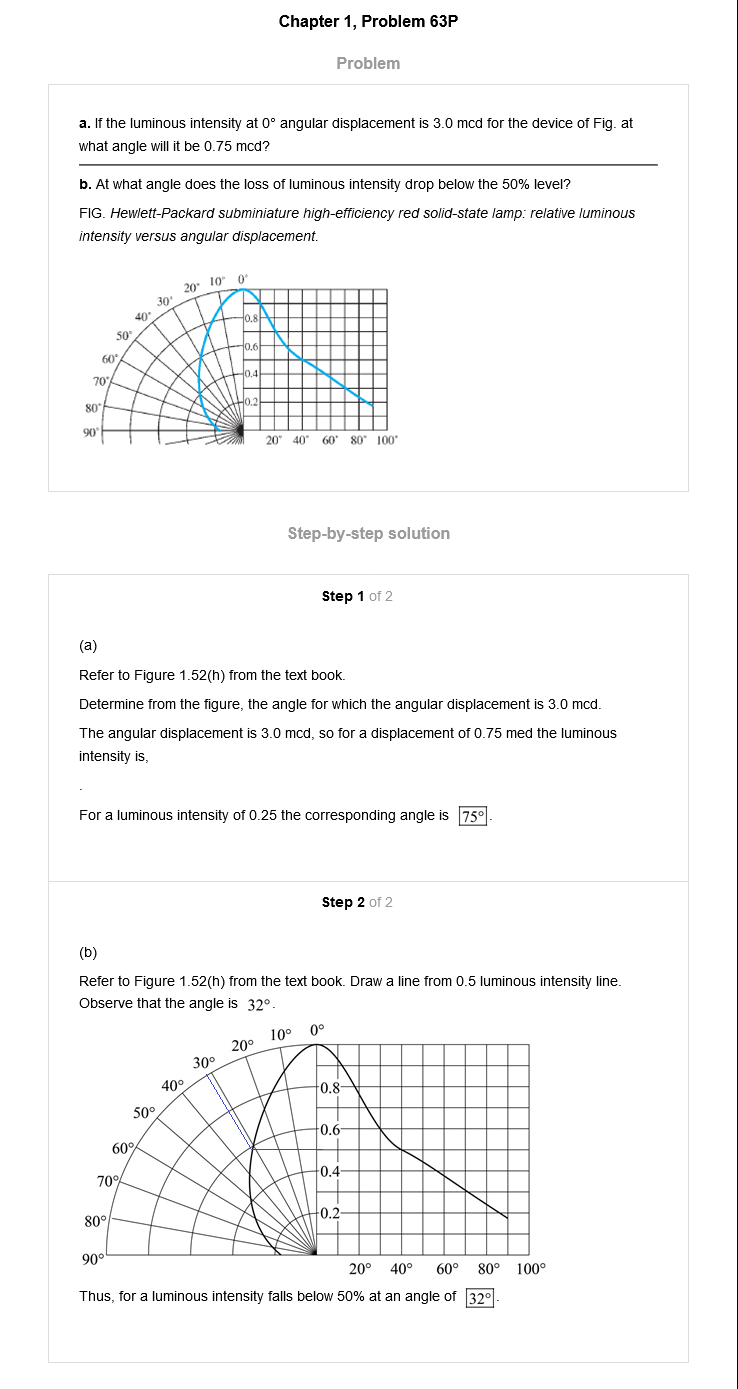 Chapter 1, Problem 63P
Problem
a. If the luminous intensity at 0° angular displacement is 3.0 mcd for the device of Fig. at
what angle will it be 0.75 mcd?
b. At what angle does the loss of luminous intensity drop below the 50% level?
FIG. Hewlett-Packard subminiature high-efficiency red solid-state lamp: relative luminous
intensity versus angular displacement.
0°
10°
20°
30°
40°
50°
60°
70°
80°
90°
0.8
0.6
0.4
0.2
20° 40° 60° 80° 100°
Step-by-step solution
Step 1 of 2
(a)
Refer to Figure 1.52(h) from the text book.
Determine from the figure, the angle for which the angular displacement is 3.0 mcd.
The angular displacement is 3.0 mcd, so for a displacement of 0.75 med the luminous
intensity is,
.
For a luminous intensity of 0.25 the corresponding angle is 75°.
Step 2 of 2
(b)
Refer to Figure 1.52(h) from the text book. Draw a line from 0.5 luminous intensity line.
Observe that the angle is 32°.
0°
10°
20°
30°
40°
50°
60°
70°
80°
90°
0.8
0.6
0.4
0.2
20° 40° 60° 80° 100°
Thus, for a luminous intensity falls below 50% at an angle of 32°.